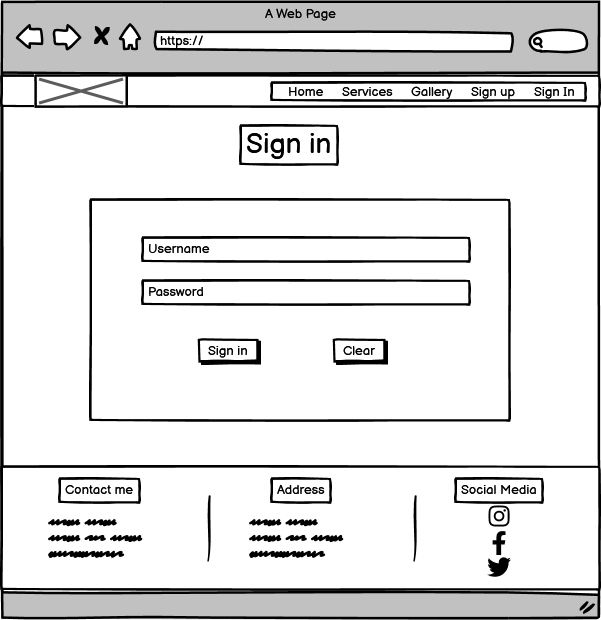 A Web Page
https://
Home Services Gallery Sign up Sign In
Sign in
Username
Password
Sign in Clear
Contact me Address Social Media